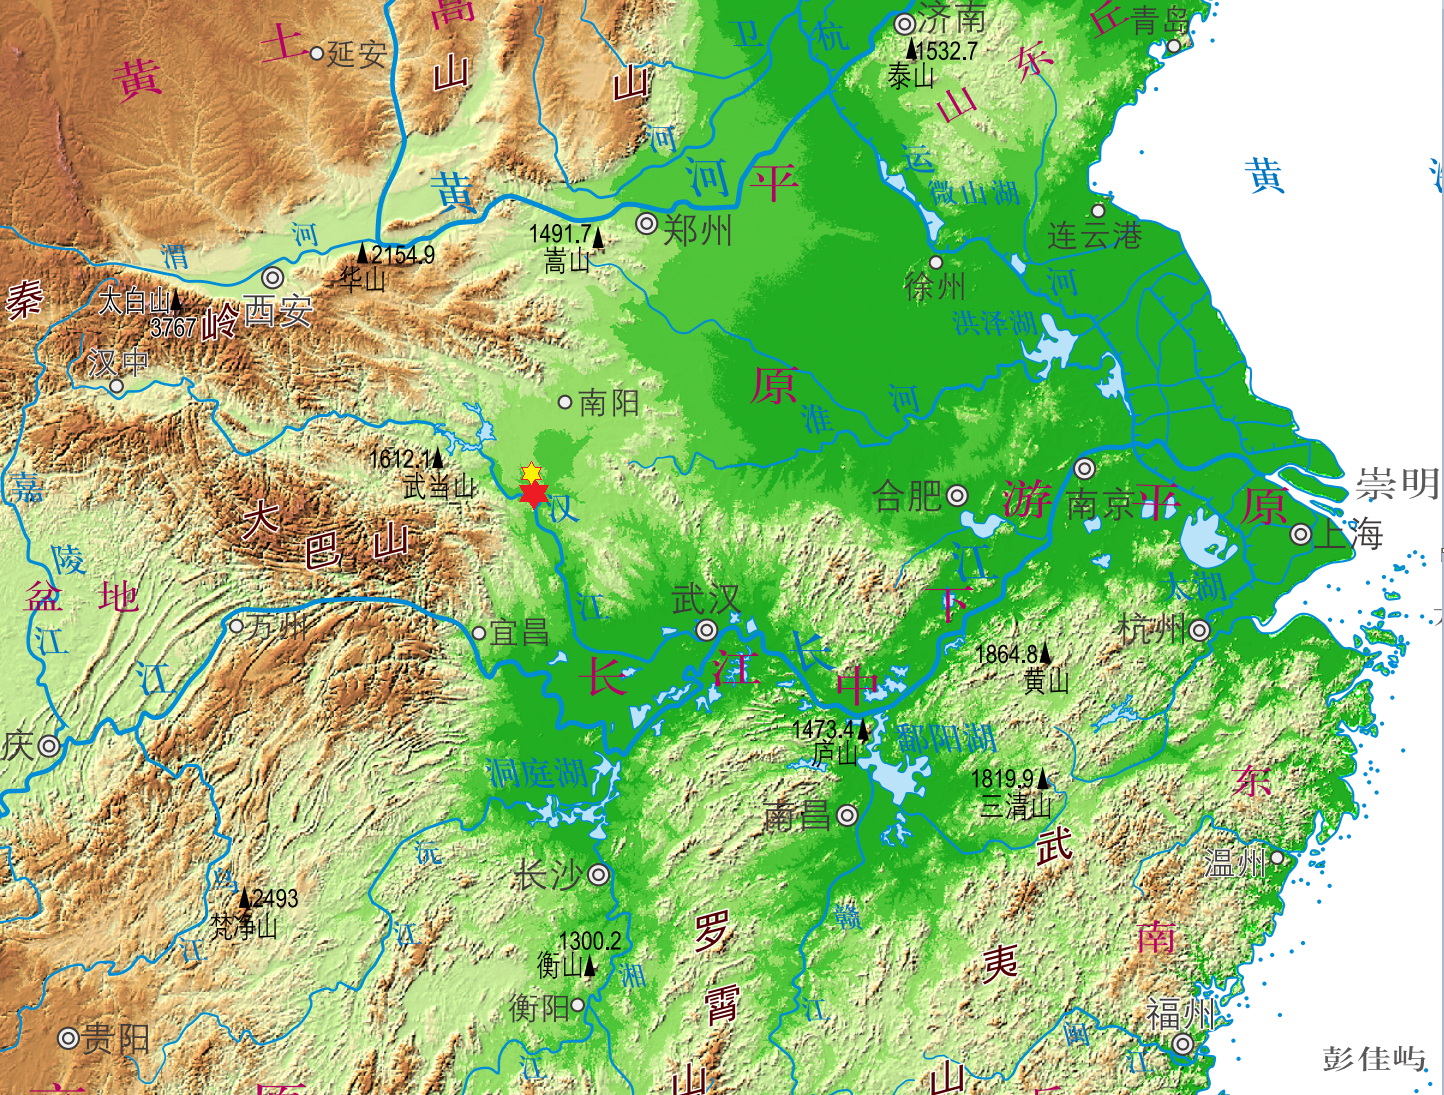 高
土
延安
黄
山
山
卫
杭
济南
1532.7
泰山
丘
东
山
青岛
河
黄
河
平
运
微山湖
黄
渭
河
2154.9
华山
1491.7
嵩山
郑州
连云港
徐州
河
秦
太白山
3767
岭
西安
洪泽湖
汉中
南阳
原
淮
河
1612.1
武当山
嘉
汉
合肥
游
南京
平
原
崇明
上海
大
巴
山
陵
盆
地
江
万州
江
江
宜昌
武汉
江
下
太湖
杭州
长
江
长
中
1864.8
黄山
庆
1473.4
庐山
鄱阳湖
洞庭湖
1819.9
三清山
东
南昌
武
沅
长沙
温州
2493
梵净山
江
江
罗
赣
南
1300.2
衡山
湘
夷
衡阳
霄
江
福州
闽
江
贵阳
江
山
山
彭佳屿